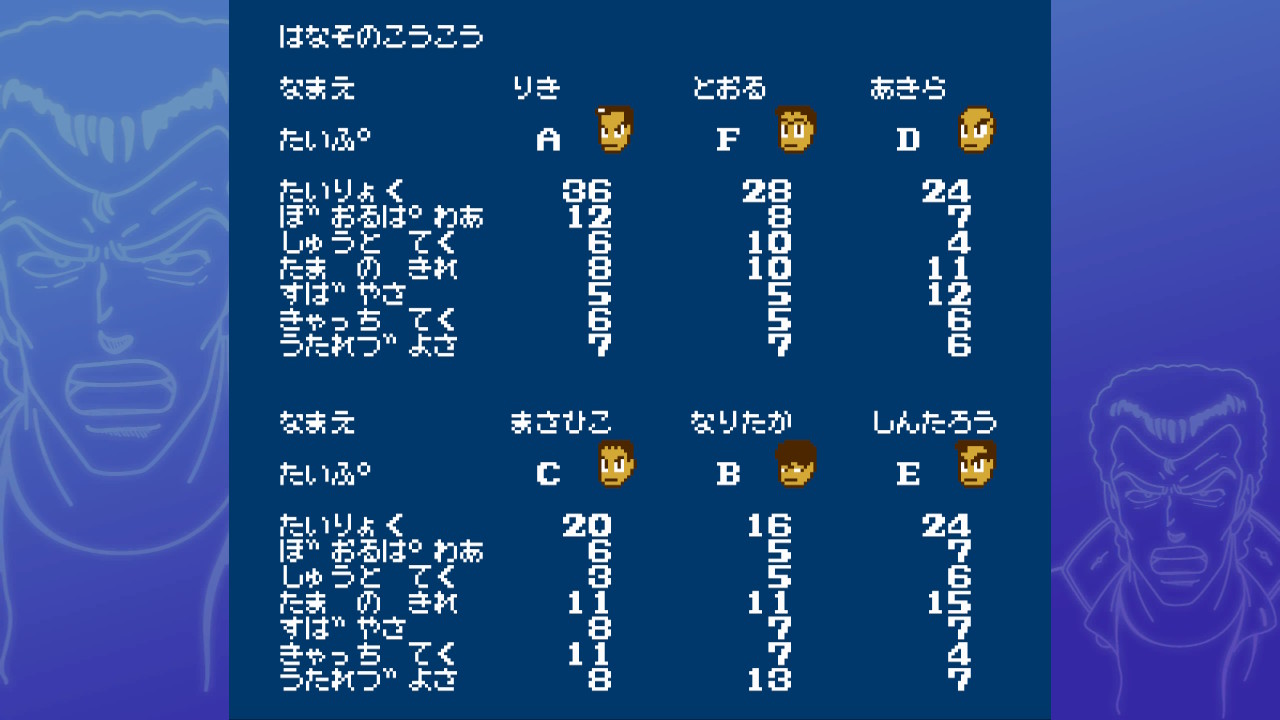 はなそのこうこう
なまえ りき とおる あきら
たいぷ A F D
たいりょく 36 28 24
ぼおるぱわあ 12 8 7
しゅうと てく 6 10 4
たま の きれ 8 10 11
すばやさ 5 5 12
きゃっち てく 6 5 6
うたれづよさ 7 7 6
なまえ まさひこ なりたか しんたろう
たいぷ C B E
たいりょく 20 16 24
ぼおるぱわあ 6 5 7
しゅうと てく 3 5 6
たま の きれ 11 11 15
すばやさ 8 7 7
きゃっち てく 11 7 4
うたれづよさ 8 13 7